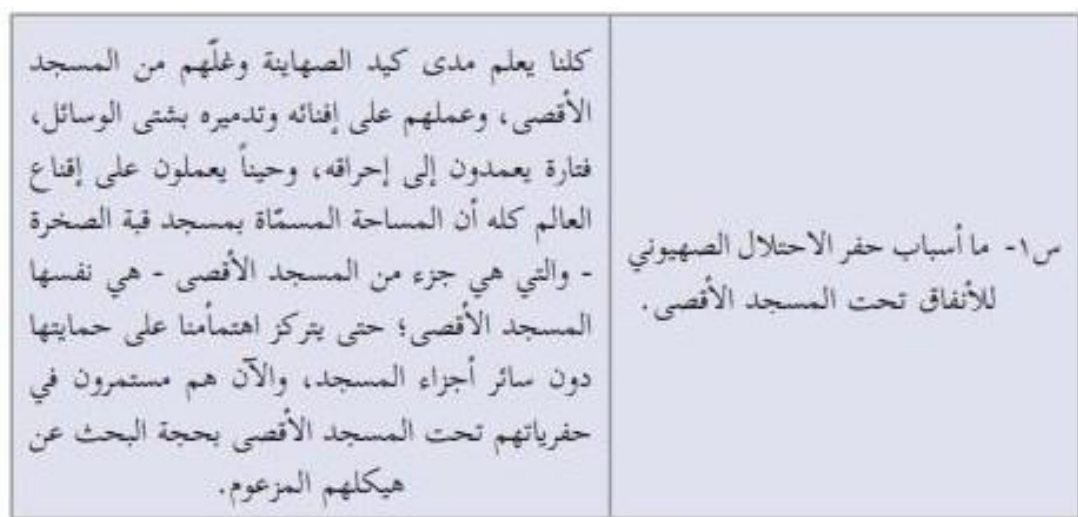 س١- ما أسباب حفر الاحتلال الصهيوني
للأنفاق تحت المسجد الأقصى.
كلنا يعلم مدى كيد الصهاينة وغلّهم من المسجد
الأقصى، وعملهم على إفنائه وتدميره بشتى الوسائل،
فتارة يعمدون إلى إحراقه، وحيناً يعملون على إقناع
العالم كله أن المساحة المسمّاة بمسجد قبة الصخرة
- والتي هي جزء من المسجد الأقصى - هي نفسها
المسجد الأقصى؛ حتى يتركز اهتمأمنا على حمايتها
دون سائر أجزاء المسجد، والآن هم مستمرون في
حفرياتهم تحت المسجد الأقصى بحجة البحث عن
هيكلهم المزعوم.